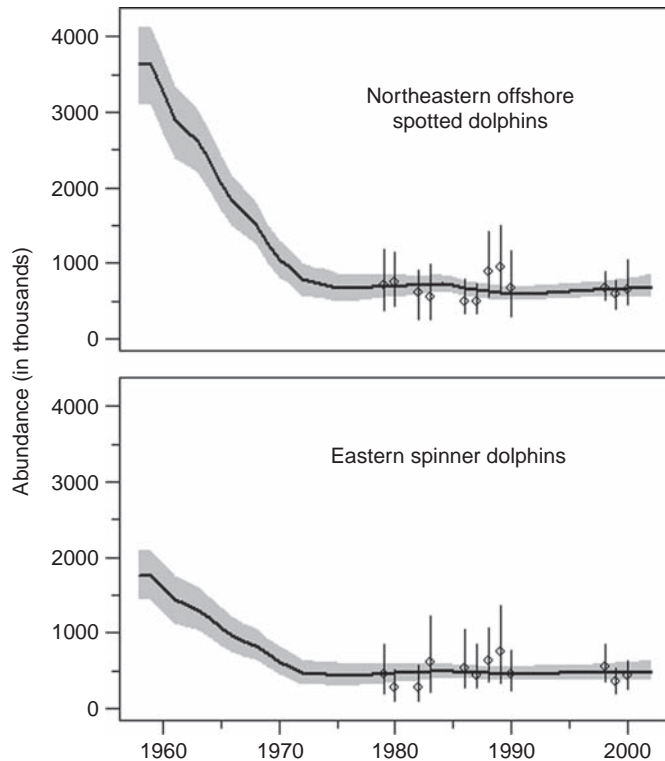 Abundance (in thousands)
4000
3000
2000
1000
0
Northeastern offshore
spotted dolphins
4000
3000
2000
1000
0
Eastern spinner dolphins
1960 1970 1980 1990 2000